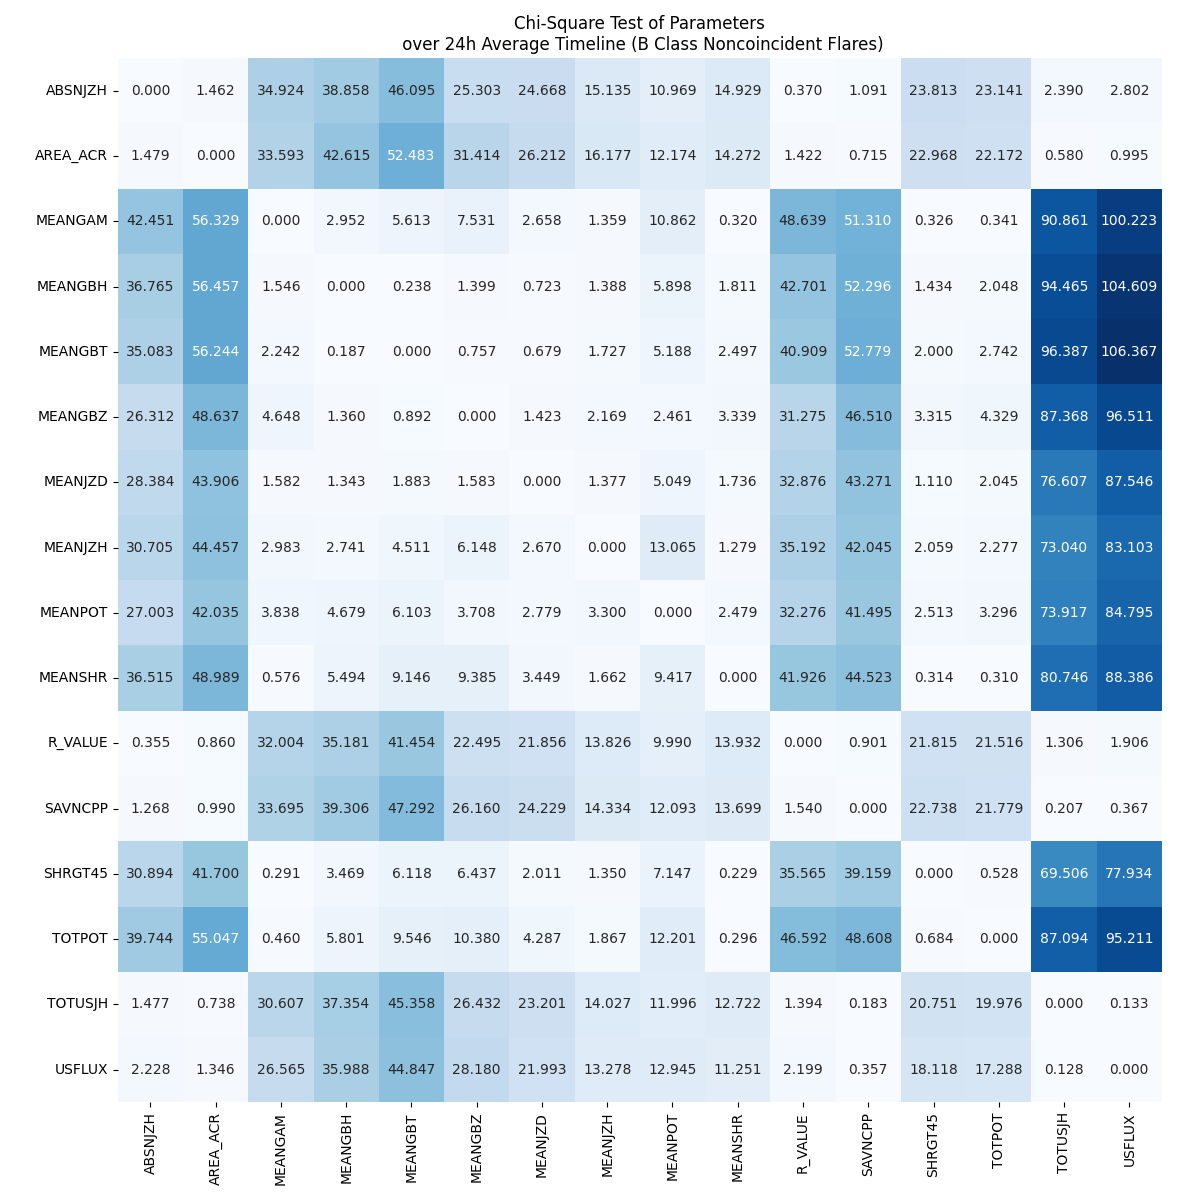 Chi-Square Test of Parameters
over 24h Average Timeline (B Class Noncoincident Flares)
ABSNJZH 0.000 1.462 34.924 38.858 46.095 25.303 24.668 15.135 10.969 14.929 0.370 1.091 23.813 23.141 2.390 2.802
AREA_ACR 1.479 0.000 33.593 42.615 52.483 31.414 26.212 16.177 12.174 14.272 1.422 0.715 22.968 22.172 0.580 0.995
MEANGAM 42.451 56.329 0.000 2.952 5.613 7.531 2.658 1.359 10.862 0.320 48.639 51.310 0.326 0.341 90.861 100.223
MEANGBH 36.765 56.457 1.546 0.000 0.238 1.399 0.723 1.388 5.898 1.811 42.701 52.296 1.434 2.048 94.465 104.609
MEANGBT 35.083 56.244 2.242 0.187 0.000 0.757 0.679 1.727 5.188 2.497 40.909 52.779 2.000 2.742 96.387 106.367
MEANGBZ 26.312 48.637 4.648 1.360 0.892 0.000 1.423 2.169 2.461 3.339 31.275 46.510 3.315 4.329 87.368 96.511
MEANJZD 28.384 43.906 1.582 1.343 1.883 1.583 0.000 1.377 5.049 1.736 32.876 43.271 1.110 2.045 76.607 87.546
MEANJZH 30.705 44.457 2.983 2.741 4.511 6.148 2.670 0.000 13.065 1.279 35.192 42.045 2.059 2.277 73.040 83.103
MEANPOT 27.003 42.035 3.838 4.679 6.103 3.708 2.779 3.300 0.000 2.479 32.276 41.495 2.513 3.296 73.917 84.795
MEANSHR 36.515 48.989 0.576 5.494 9.146 9.385 3.449 1.662 9.417 0.000 41.926 44.523 0.314 0.310 80.746 88.386
R_VALUE 0.355 0.860 32.004 35.181 41.454 22.495 21.856 13.826 9.990 13.932 0.000 0.901 21.815 21.516 1.306 1.906
SAVNCPP 1.268 0.990 33.695 39.306 47.292 26.160 24.229 14.334 12.093 13.699 1.540 0.000 22.738 21.779 0.207 0.367
SHRGT45 30.894 41.700 0.291 3.469 6.118 6.437 2.011 1.350 7.147 0.229 35.565 39.159 0.000 0.528 69.506 77.934
TOTPOT 39.744 55.047 0.460 5.801 9.546 10.380 4.287 1.867 12.201 0.296 46.592 48.608 0.684 0.000 87.094 95.211
TOTUSJH 1.477 0.738 30.607 37.354 45.358 26.432 23.201 14.027 11.996 12.722 1.394 0.183 20.751 19.976 0.000 0.133
USFLUX 2.228 1.346 26.565 35.988 44.847 28.180 21.993 13.278 12.945 11.251 2.199 0.357 18.118 17.288 0.128 0.000
ABSNJZH AREA_ACR MEANGAM MEANGBH MEANGBT MEANGBZ MEANJZD MEANJZH MEANPOT MEANSHR R_VALUE SAVNCPP SHRGT45 TOTPOT TOTUSJH USFLUX